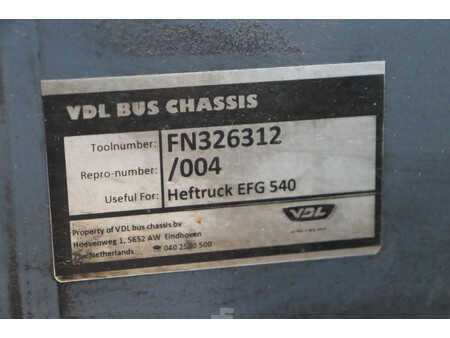 VDL BUS CHASSIS
Toolnumber: FN326312
Repro-number: /004
Useful For: Heftruck EFG 540
Property of VDL bus chassis bv
Hoevenweg 1, 5652 AW Eindhoven
The Netherlands ☎ 040 2500 500
VDL